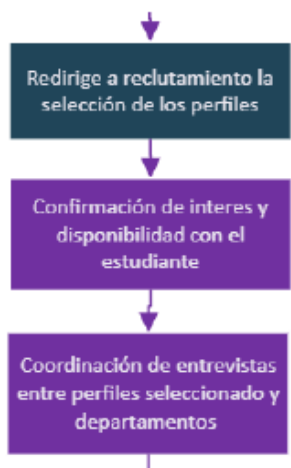 Redirige a reclutamiento la
selección de los perfiles
Confirmación de interes y
disponibilidad con el
estudiante
Coordinación de entrevistas
entre perfiles seleccionado y
departamentos